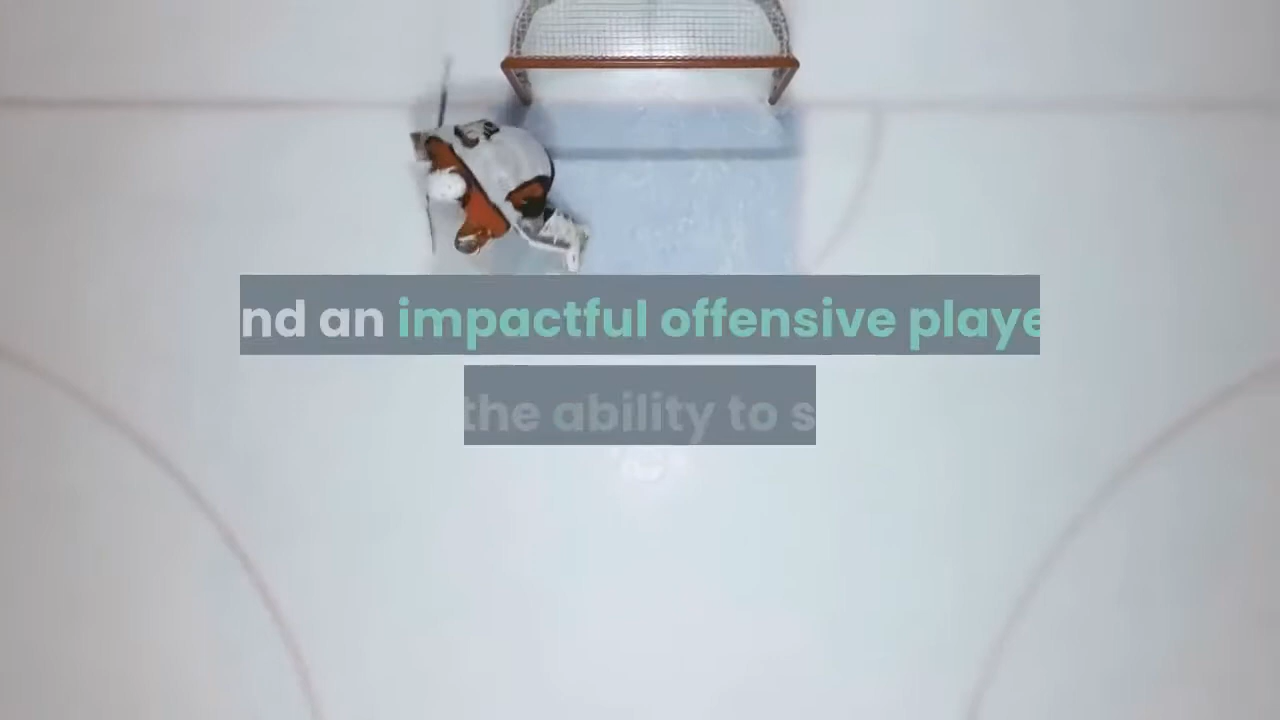 nd an impactful offensive playe
the ability to s